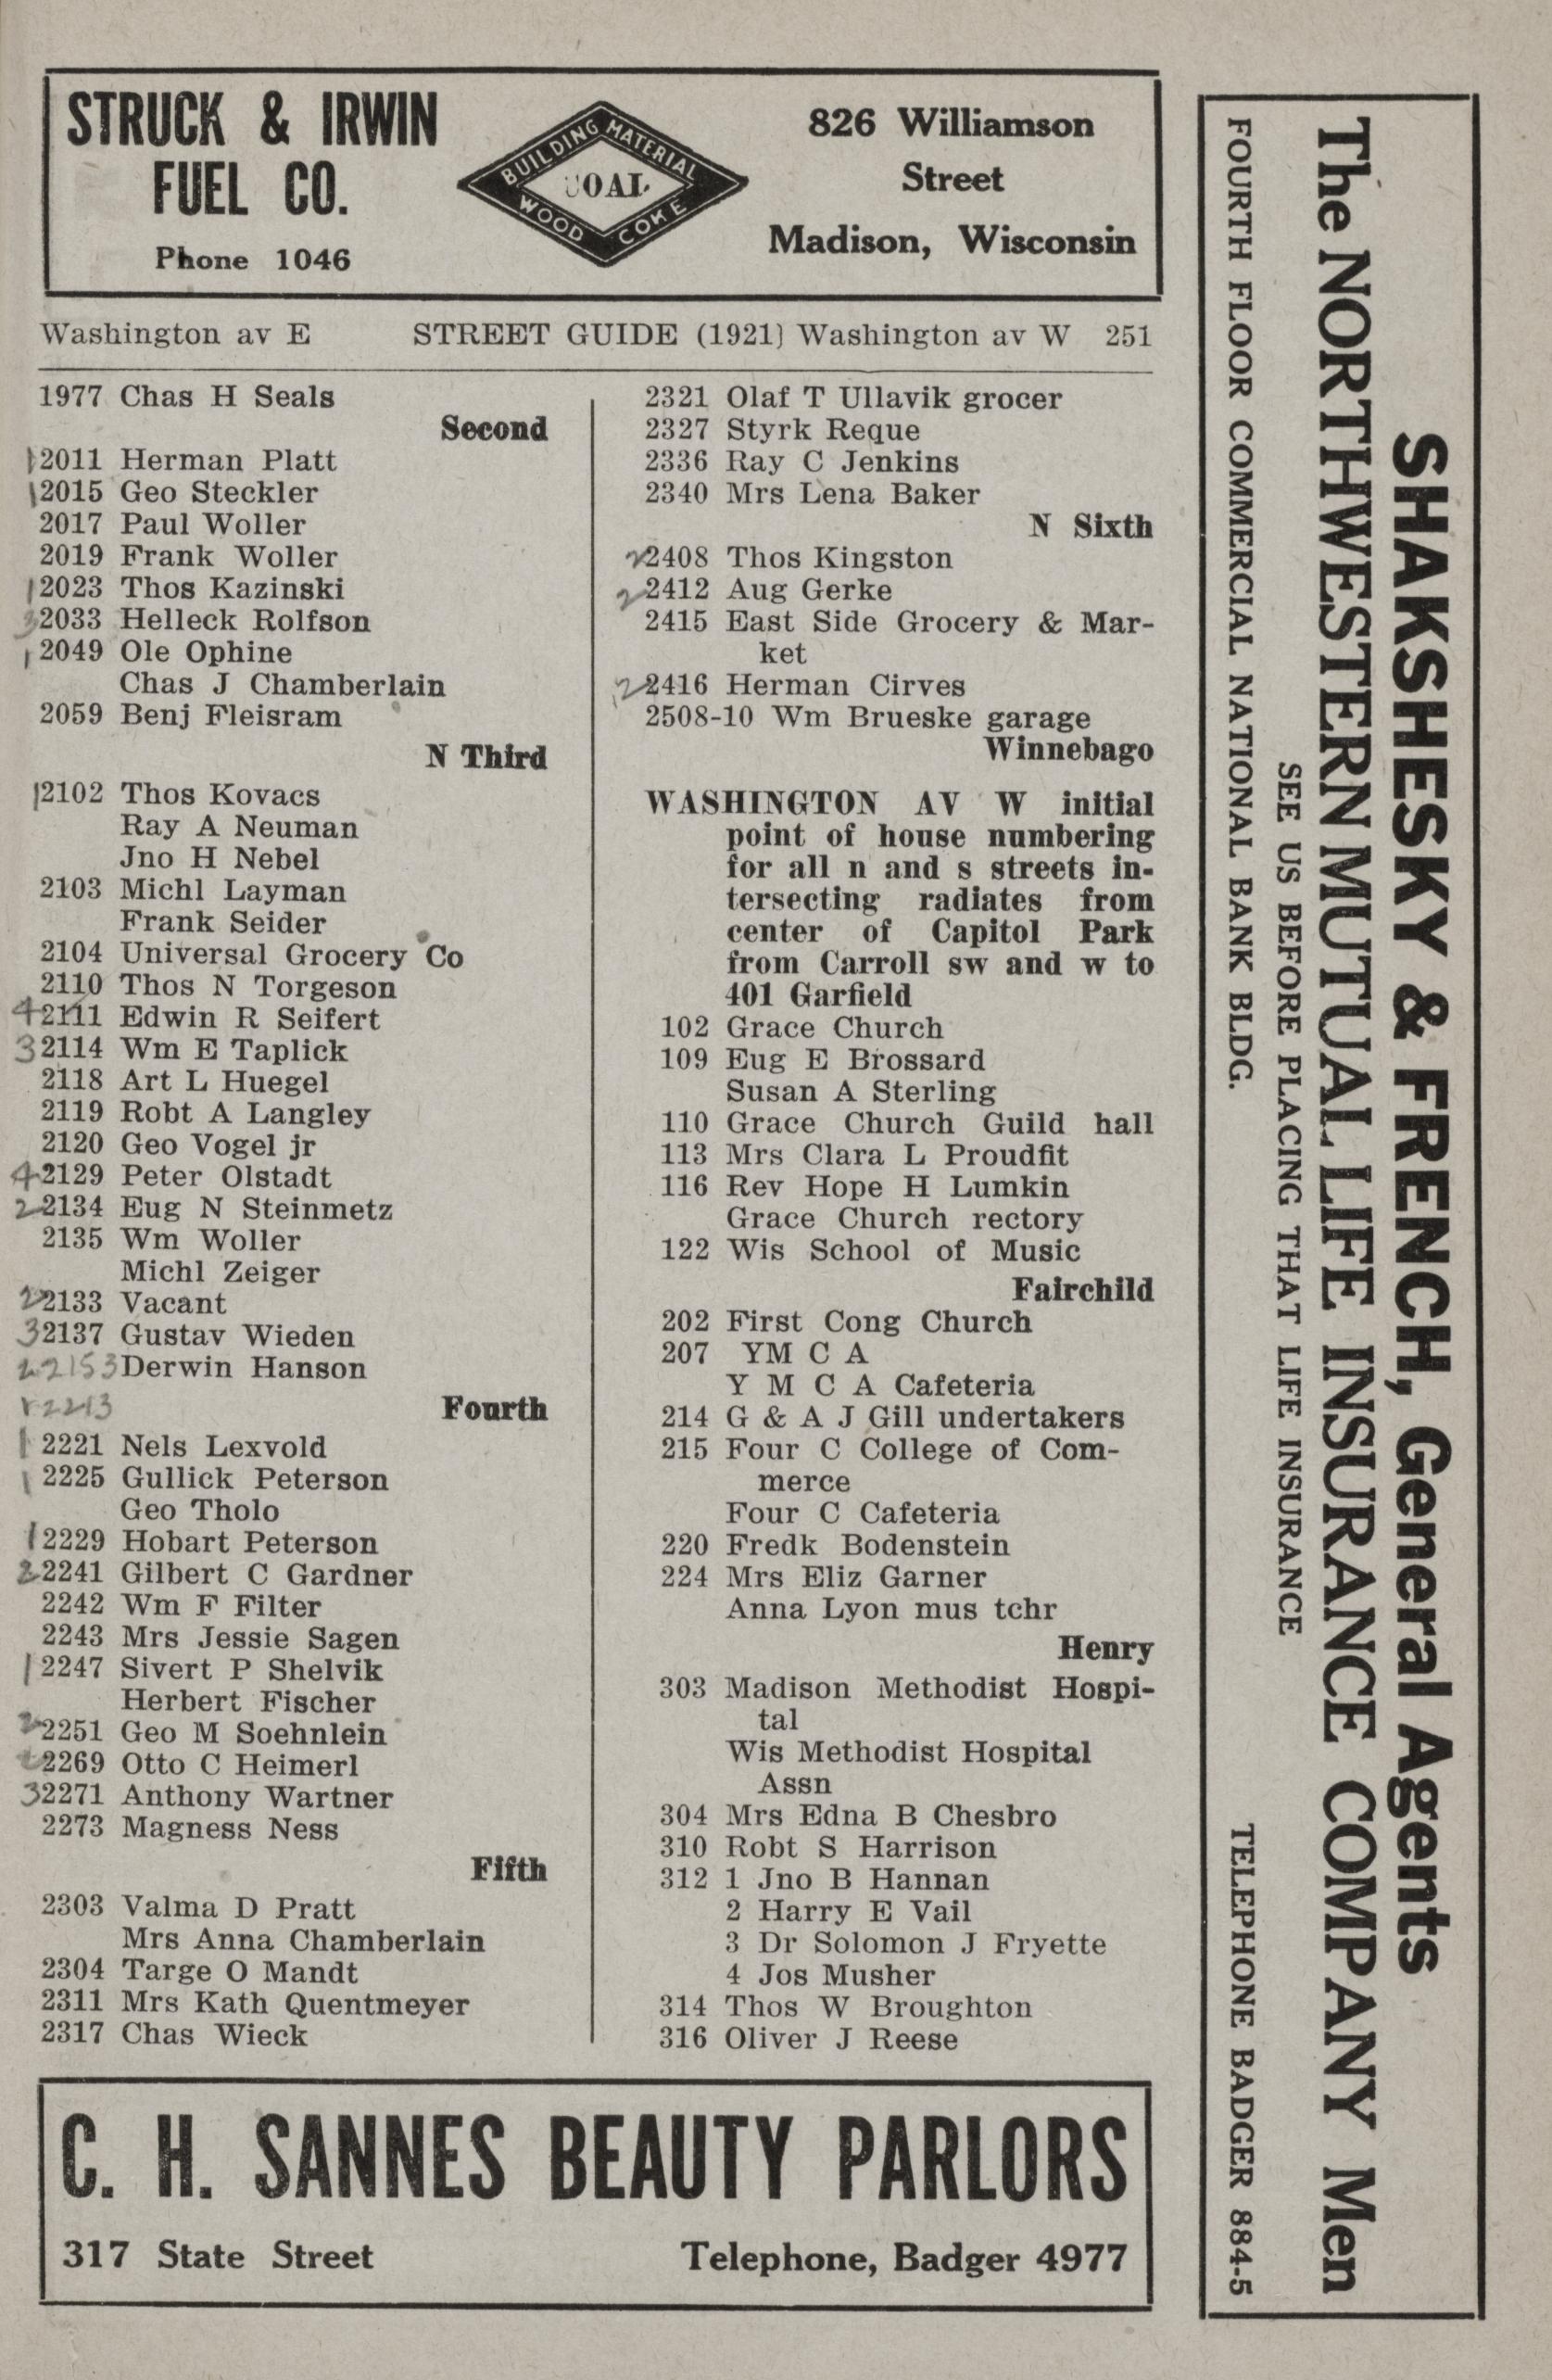 STRUCK & IRWIN
FUEL CO.
Phone 1046
BUILDING MATERIAL
COAL
WOOD COKE
826 Williamson
Street
Madison, Wisconsin
Washington av E STREET GUIDE (1921) Washington av W 251
1977 Chas H Seals
Second
2011 Herman Platt
2015 Geo Steckler
2017 Paul Woller
2019 Frank Woller
2023 Thos Kazinski
2033 Helleck Rolfson
2049 Ole Ophine
Chas J Chamberlain
2059 Benj Fleisram
N Third
2102 Thos Kovacs
Ray A Neuman
Jno H Nebel
2103 Michl Layman
Frank Seider
2104 Universal Grocery Co
2110 Thos N Torgeson
4 2111 Edwin R Seifert
3 2114 Wm E Taplick
2118 Art L Huegel
2119 Robt A Langley
2120 Geo Vogel jr
4 2129 Peter Olstadt
2 2134 Eug N Steinmetz
2135 Wm Woller
Michl Zeiger
2 2133 Vacant
3 2137 Gustav Wieden
2 2153 Derwin Hanson
2213
Fourth
2221 Nels Lexvold
2225 Gullick Peterson
Geo Tholo
2229 Hobart Peterson
2241 Gilbert C Gardner
2242 Wm F Filter
2243 Mrs Jessie Sagen
2247 Sivert P Shelvik
Herbert Fischer
2 2251 Geo M Soehnlein
2269 Otto C Heimerl
3 2271 Anthony Wartner
2273 Magness Ness
Fifth
2303 Valma D Pratt
Mrs Anna Chamberlain
2304 Targe O Mandt
2311 Mrs Kath Quentmeyer
2317 Chas Wieck
2321 Olaf T Ullavik grocer
2327 Styrk Reque
2336 Ray C Jenkins
2340 Mrs Lena Baker
N Sixth
2 2408 Thos Kingston
2 2412 Aug Gerke
2415 East Side Grocery & Mar-
ket
2 2416 Herman Cirves
2508-10 Wm Brueske garage
Winnebago
WASHINGTON AV W initial
point of house numbering
for all n and s streets in-
tersecting radiates from
center of Capitol Park
from Carroll sw and w to
401 Garfield
102 Grace Church
109 Eug E Brossard
Susan A Sterling
110 Grace Church Guild hall
113 Mrs Clara L Proudfit
116 Rev Hope H Lumkin
Grace Church rectory
122 Wis School of Music
Fairchild
202 First Cong Church
207 YM C A
Y M C A Cafeteria
214 G & A J Gill undertakers
215 Four C College of Com-
merce
Four C Cafeteria
220 Fredk Bodenstein
224 Mrs Eliz Garner
Anna Lyon mus tchr
Henry
303 Madison Methodist Hospi-
tal
Wis Methodist Hospital
Assn
304 Mrs Edna B Chesbro
310 Robt S Harrison
312 1 Jno B Hannan
2 Harry E Vail
3 Dr Solomon J Fryette
4 Jos Musher
314 Thos W Broughton
316 Oliver J Reese
C. H. SANNES BEAUTY PARLORS
317 State Street Telephone, Badger 4977
SHAKSHESKY & FRENCH, General Agents
The NORTHWESTERN MUTUAL LIFE INSURANCE COMPANY Men
SEE US BEFORE PLACING THAT LIFE INSURANCE
FOURTH FLOOR COMMERCIAL NATIONAL BANK BLDG. TELEPHONE BADGER 884-5